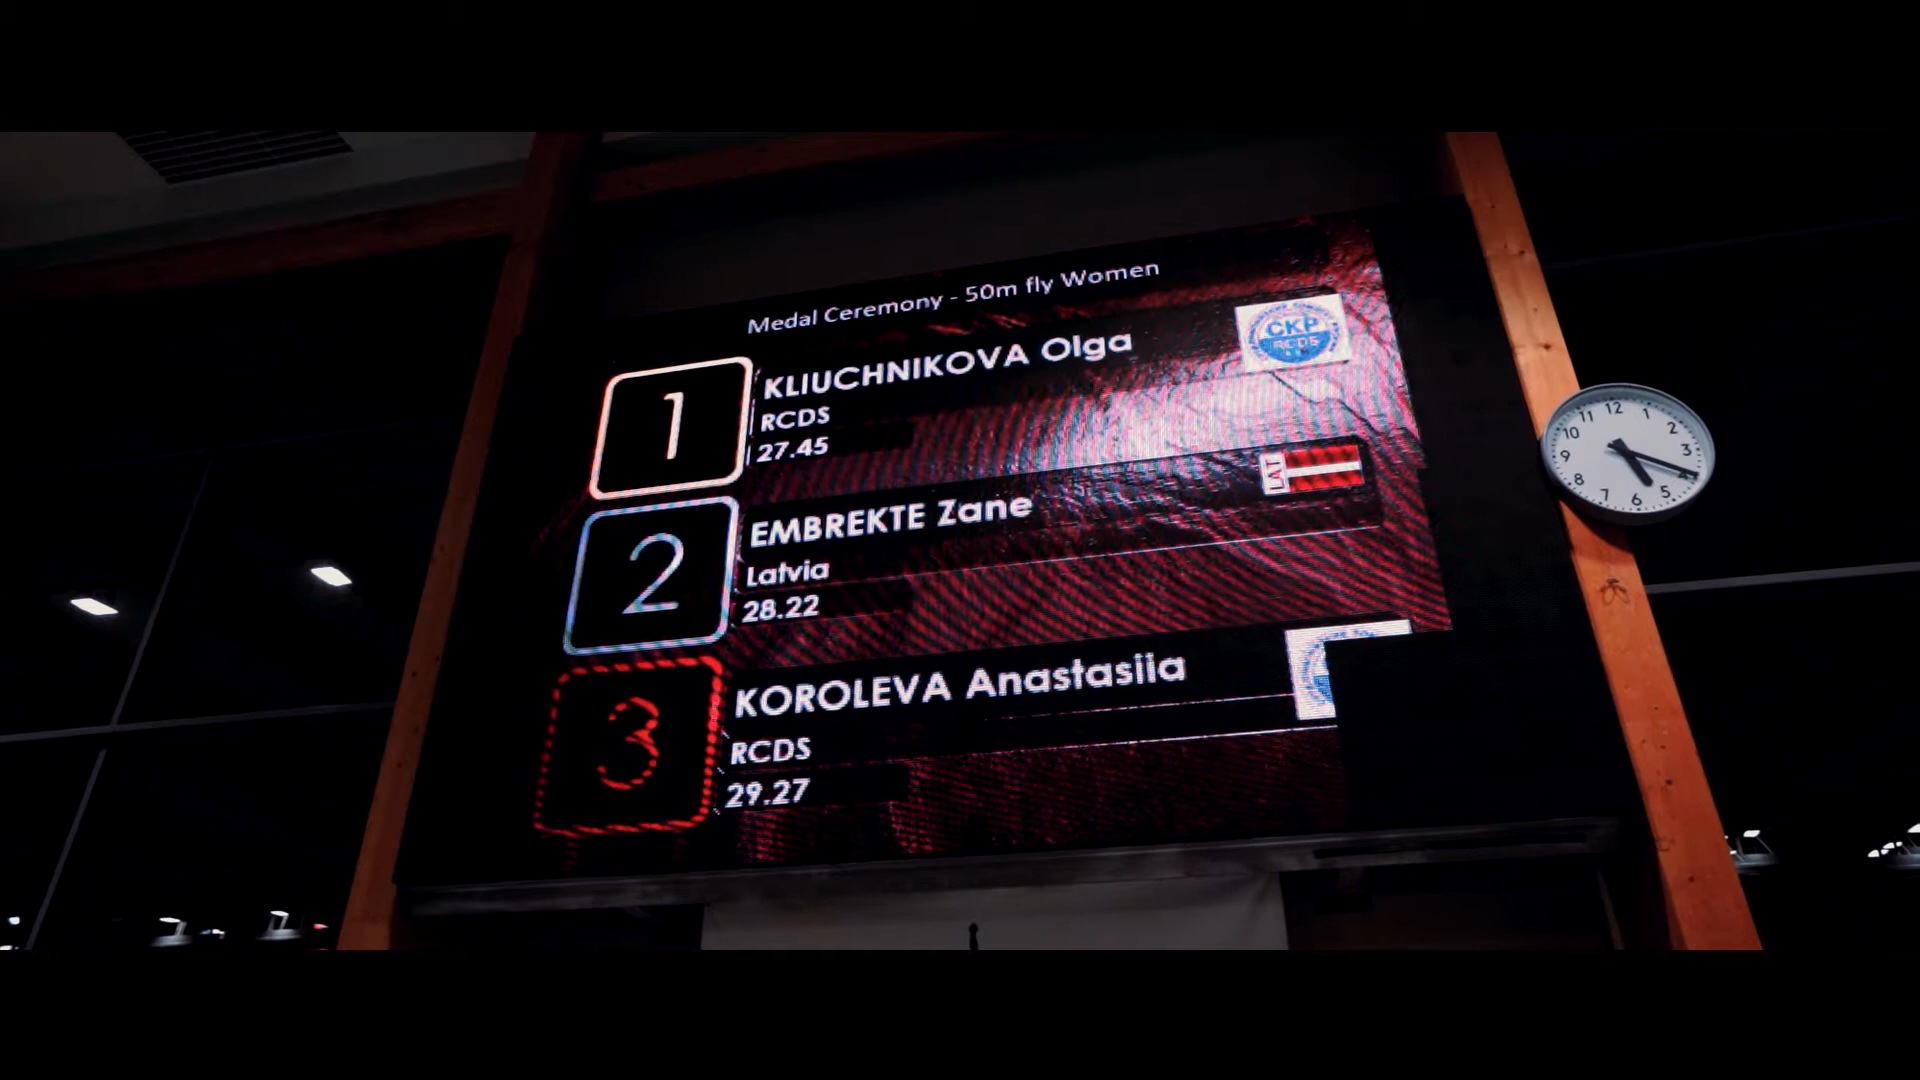 Medal Ceremony - 50m fly Women
1
KLIUCHNIKOVA Olga
RCDS
27.45
СКР
RCDS
2
EMBREKTE Zane
Latvia
28.22
LAT
3
KOROLEVA Anastasiia
RCDS
29.27
12
1
2
3
4
5
6
7
8
9
10
11